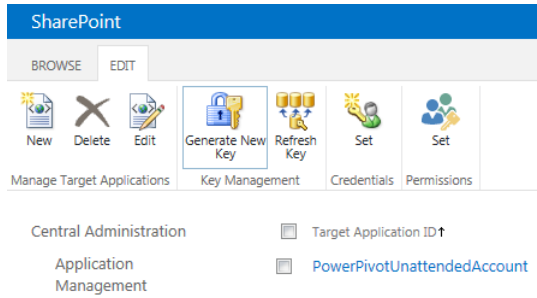 SharePoint
BROWSE EDIT
New Delete Edit Generate New Key Refresh Key Set Set
Manage Target Applications Key Management Credentials Permissions
Central Administration
Target Application ID↑
Application Management
PowerPivotUnattendedAccount